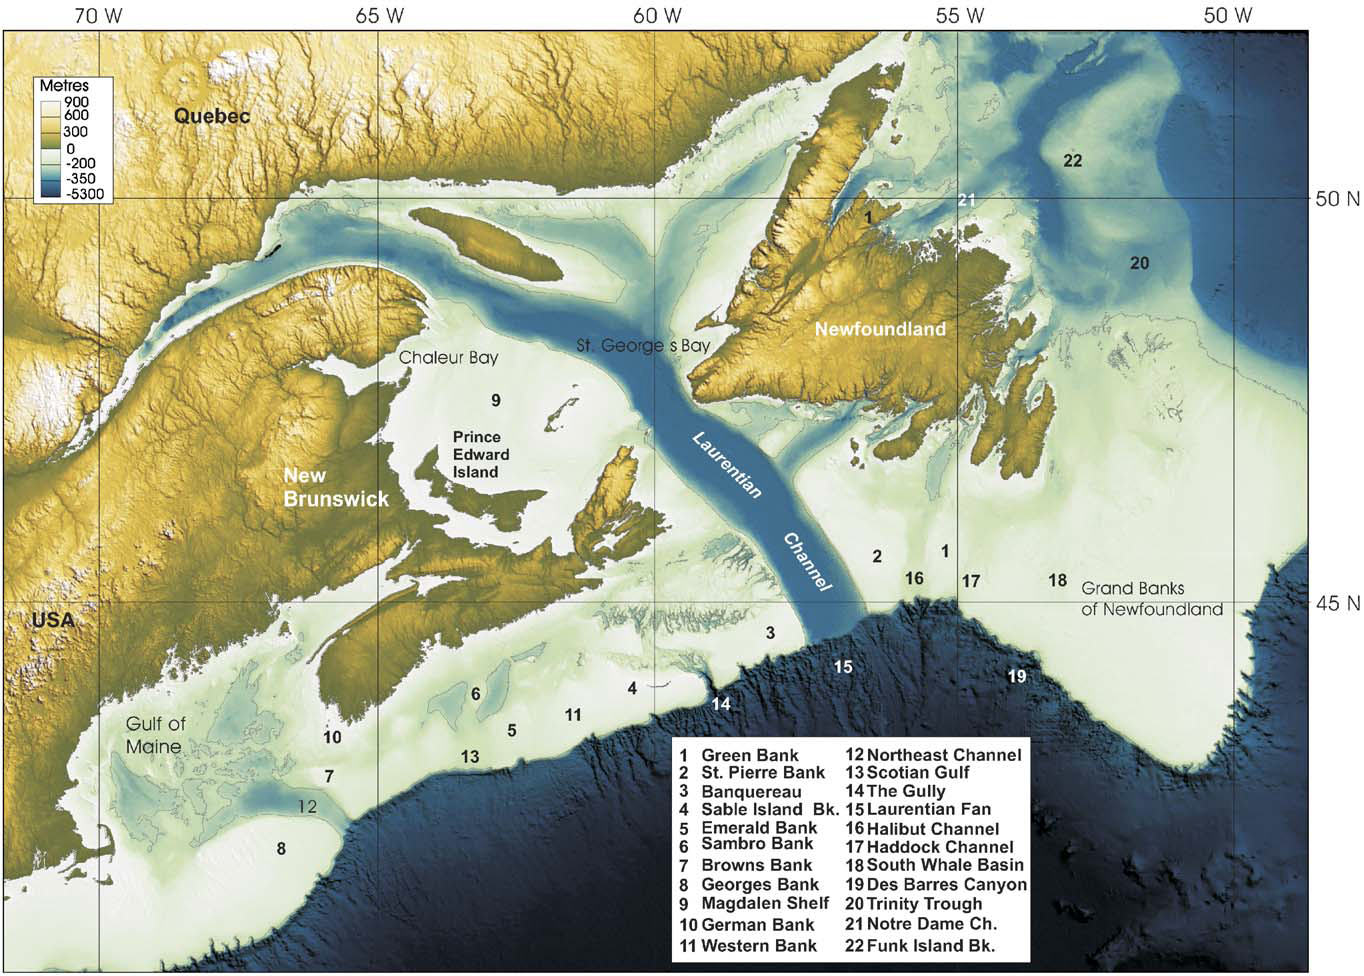 70 W 65 W 60 W 55 W 50 W
Metres
900
600
300
0
-200
-350
-5300
Quebec
22
50 N
21
1
20
Newfoundland
St. George s Bay
Chaleur Bay
9
Prince
Edward
Island
Laurentian
Channel
New
Brunswick
2
1
16
17
18
Grand Banks
of Newfoundland
45 N
USA
3
15
19
6
4
14
Gulf of
Maine
10
5
11
13
7
12
8
1 Green Bank
2 St. Pierre Bank
3 Banquereau
4 Sable Island Bk.
5 Emerald Bank
6 Sambro Bank
7 Browns Bank
8 Georges Bank
9 Magdalen Shelf
10 German Bank
11 Western Bank
12 Northeast Channel
13 Scotian Gulf
14 The Gully
15 Laurentian Fan
16 Halibut Channel
17 Haddock Channel
18 South Whale Basin
19 Des Barres Canyon
20 Trinity Trough
21 Notre Dame Ch.
22 Funk Island Bk.